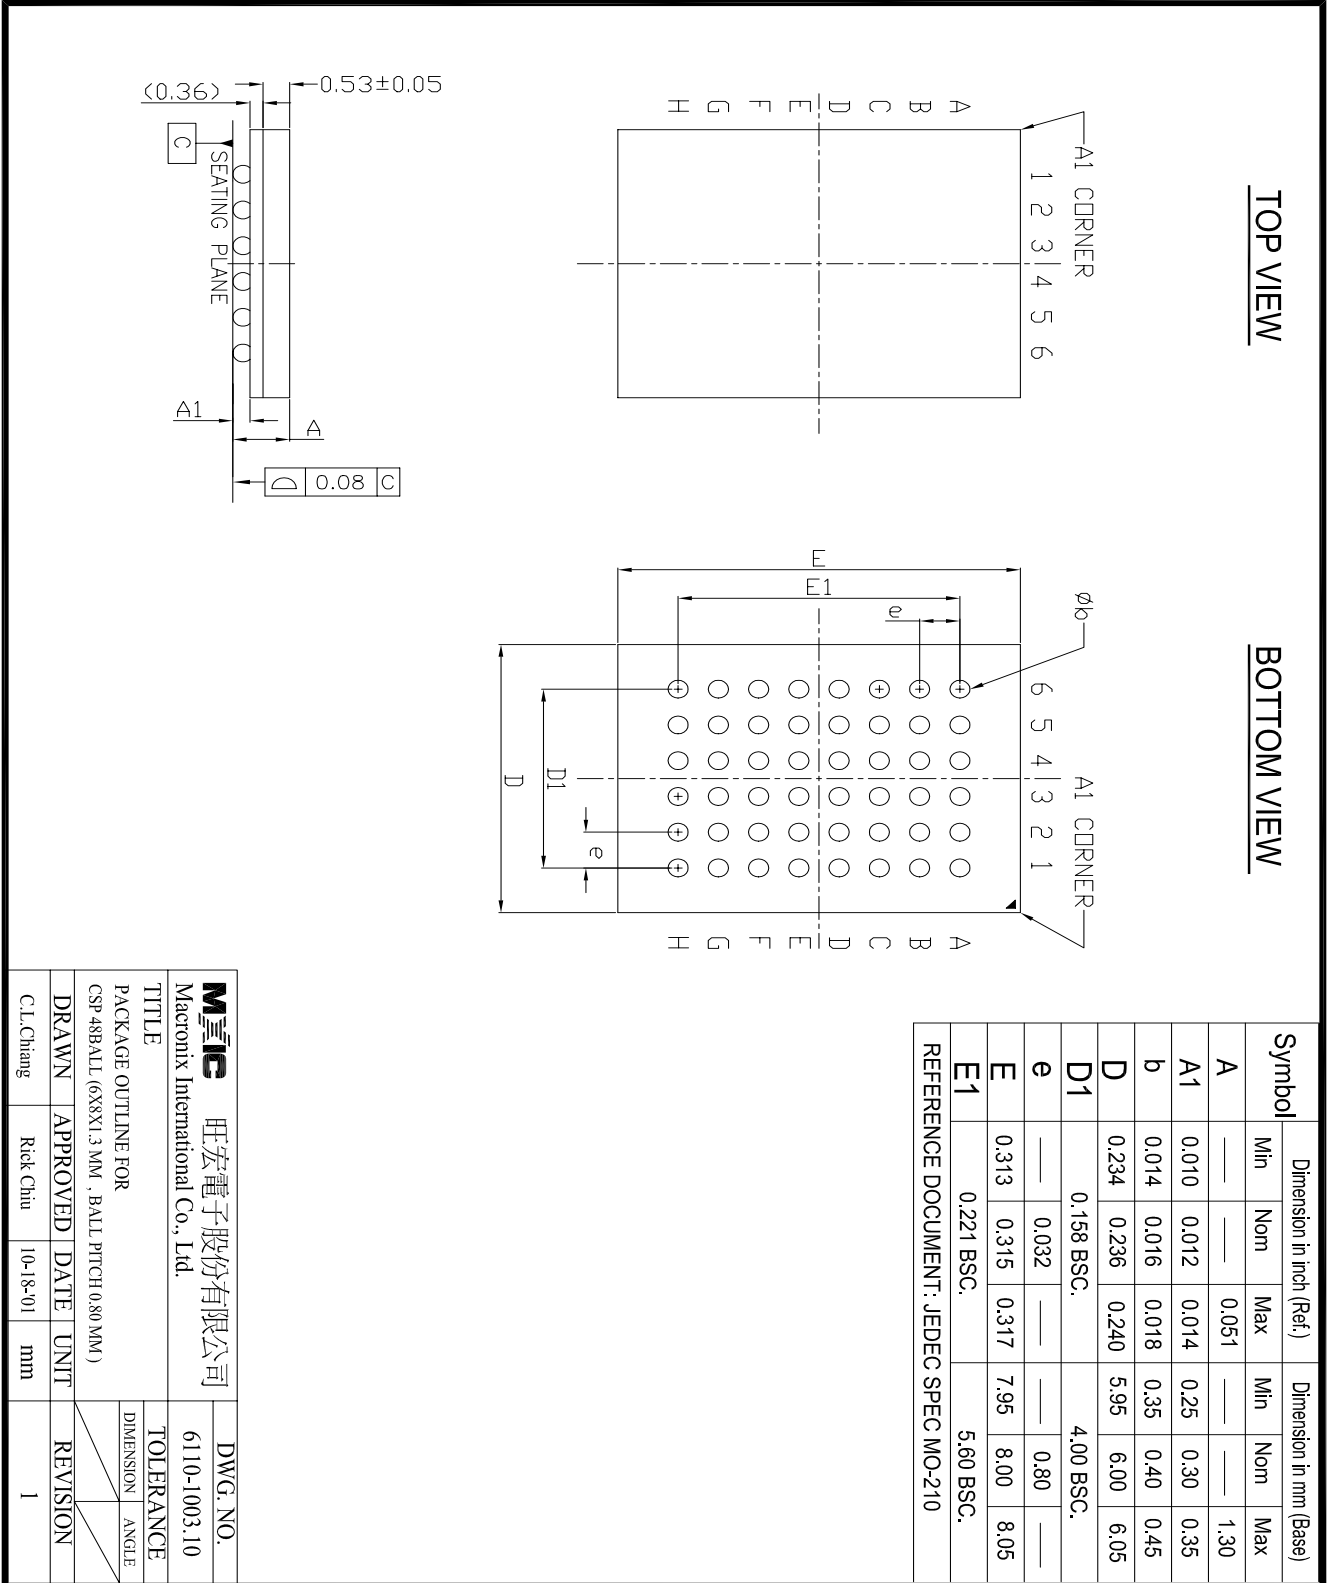 TOP VIEW
BOTTOM VIEW
A1 CORNER
1 2 3 4 5 6
A
B
C
D
E
F
G
H
Øb
A1 CORNER
6 5 4 3 2 1
A
B
C
D
E
F
G
H
e
E1
E
e
D1
D
0.53±0.05
(0.36)
C
SEATING PLANE
A
A1
0.08 C
Symbol Dimension in inch (Ref.) Dimension in mm (Base)
Min Nom Max Min Nom Max
A — — 0.051 — — 1.30
A1 0.010 0.012 0.014 0.25 0.30 0.35
b 0.014 0.016 0.018 0.35 0.40 0.45
D 0.234 0.236 0.240 5.95 6.00 6.05
D1 0.158 BSC. 4.00 BSC.
e — 0.032 — — 0.80 —
E 0.313 0.315 0.317 7.95 8.00 8.05
E1 0.221 BSC. 5.60 BSC.
REFERENCE DOCUMENT: JEDEC SPEC MO-210
MXIC 旺宏電子股份有限公司
Macronix International Co., Ltd.
DWG. NO.
6110-1003.10
TITLE
PACKAGE OUTLINE FOR
CSP 48BALL (6X8X1.3 MM , BALL PITCH 0.80 MM )
TOLERANCE
DIMENSION ANGLE
DRAWN APPROVED DATE UNIT REVISION
C.L.Chiang Rick Chiu 10-18-'01 mm 1